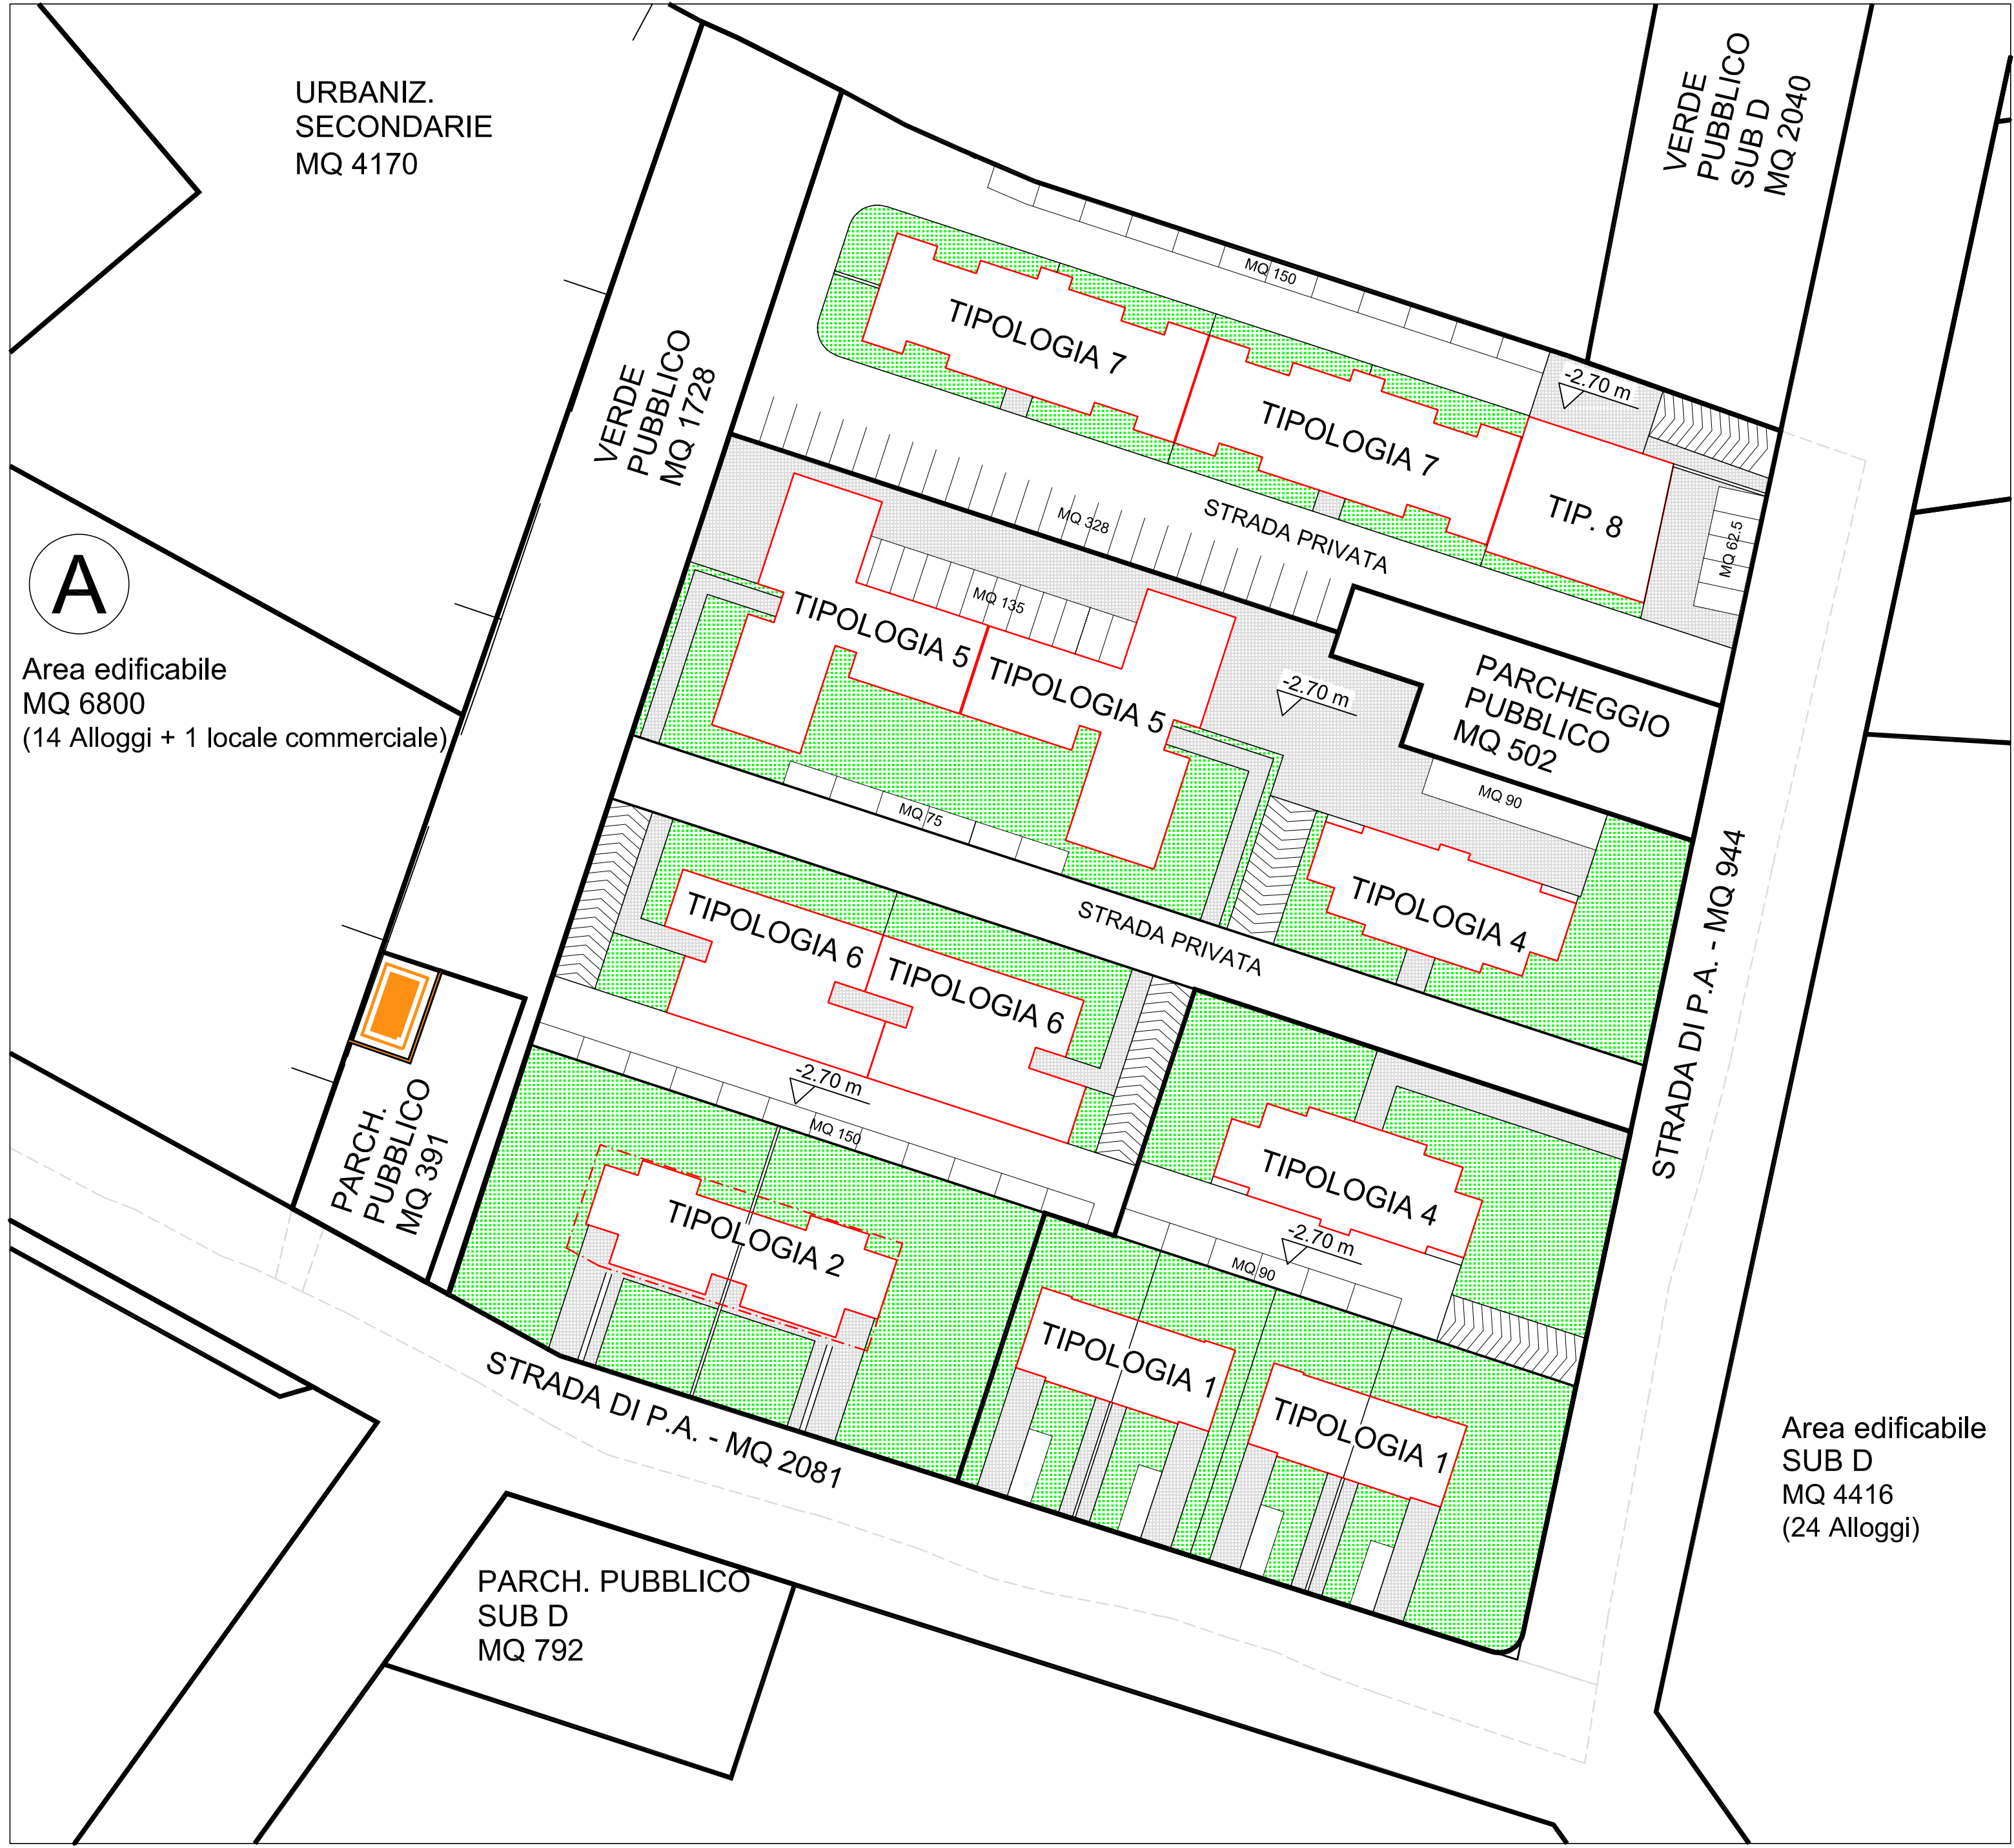 URBANIZ.
SECONDARIE
MQ 4170
VERDE
PUBBLICO
SUB D
MQ 2040
MQ 150
TIPOLOGIA 7
-2.70 m
VERDE
PUBBLICO
MQ 1728
TIPOLOGIA 7
TIP. 8
MQ 62.5
MQ 328
STRADA PRIVATA
A
Area edificabile
MQ 6800
(14 Alloggi + 1 locale commerciale)
MQ 135
TIPOLOGIA 5
TIPOLOGIA 5
-2.70 m
PARCHEGGIO
PUBBLICO
MQ 502
MQ 90
MQ 75
TIPOLOGIA 4
STRADA PRIVATA
STRADA DI P.A. - MQ 944
TIPOLOGIA 6
TIPOLOGIA 6
-2.70 m
MQ 150
PARCH.
PUBBLICO
MQ 391
TIPOLOGIA 4
-2.70 m
MQ 90
TIPOLOGIA 2
TIPOLOGIA 1
TIPOLOGIA 1
STRADA DI P.A. - MQ 2081
Area edificabile
SUB D
MQ 4416
(24 Alloggi)
PARCH. PUBBLICO
SUB D
MQ 792